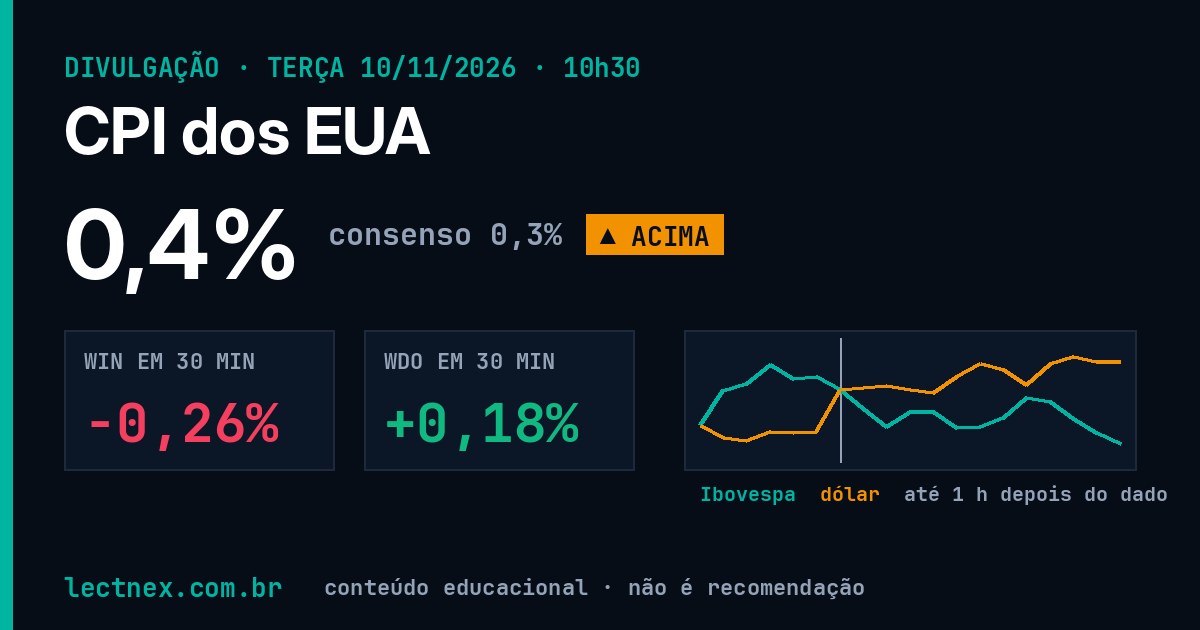 DIVULGAÇÃO · TERÇA 10/11/2026 · 10h30
CPI dos EUA
0,4% consenso 0,3% ▲ ACIMA
WIN EM 30 MIN
-0,26%
WDO EM 30 MIN
+0,18%
Ibovespa dólar até 1 h depois do dado
lectnex.com.br conteúdo educacional · não é recomendação